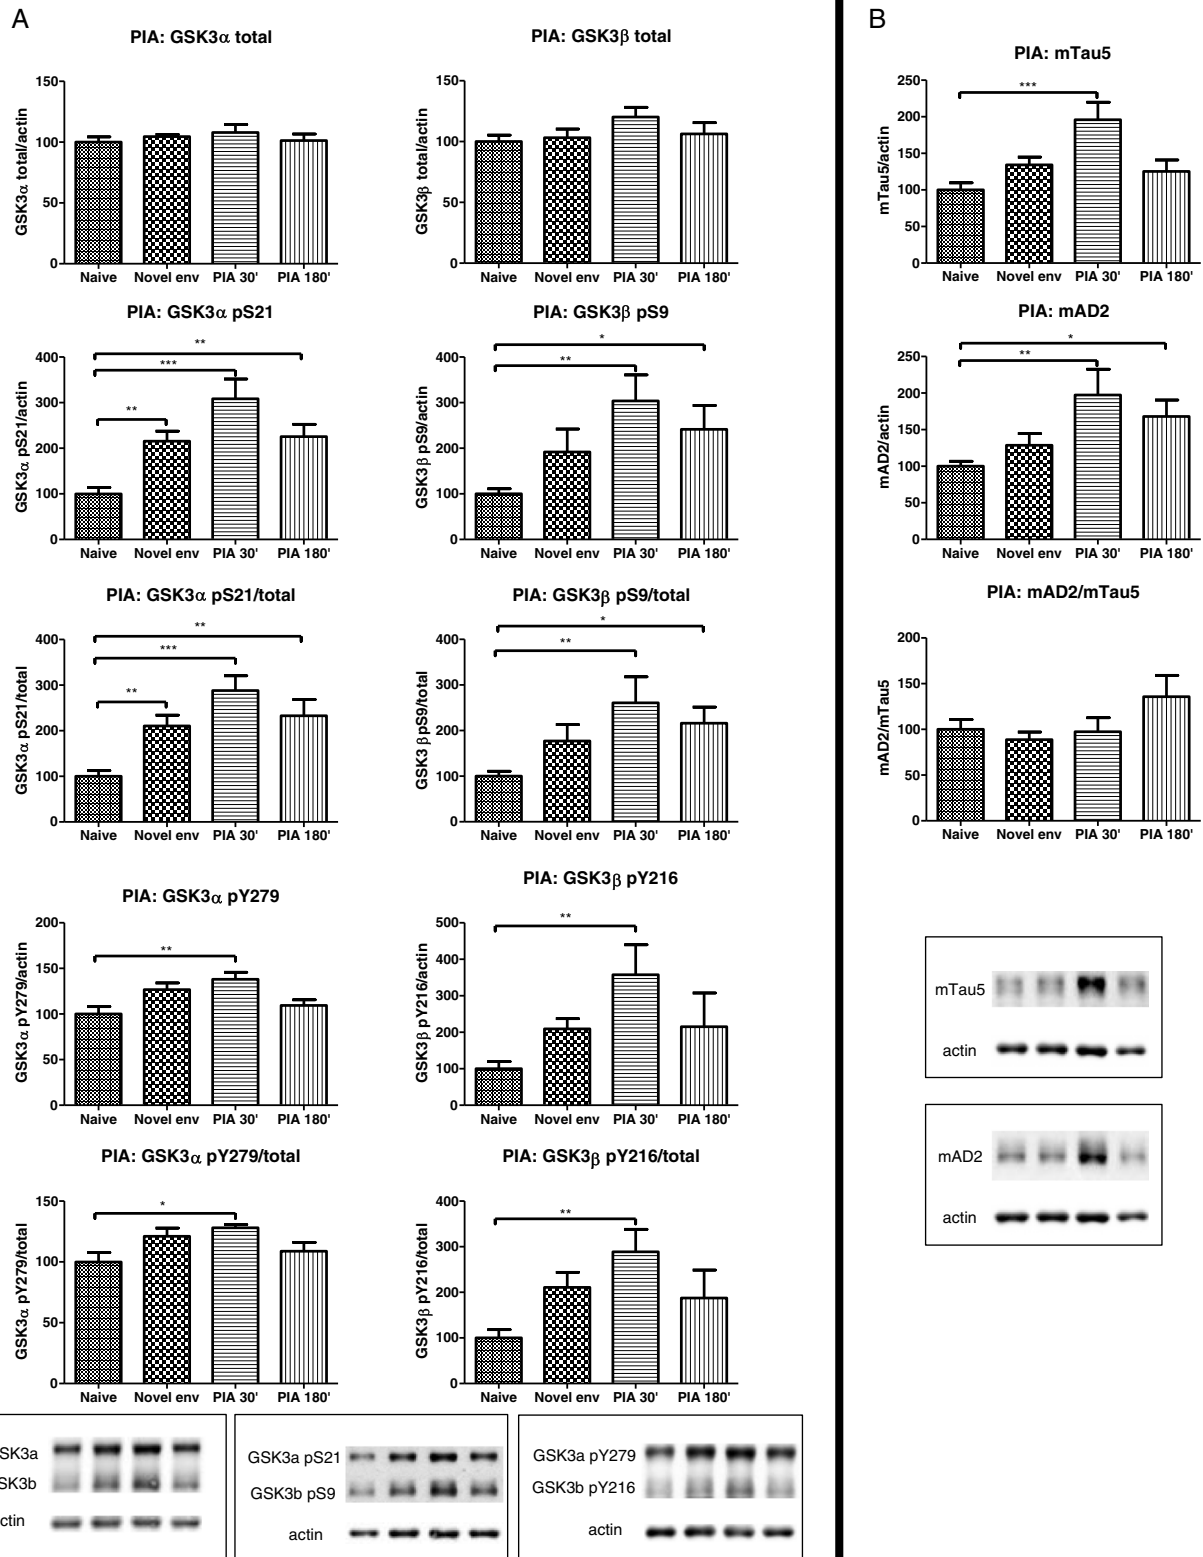 A
PIA: GSK3α total
GSK3α total/actin
150
100
50
0
Naive Novel env PIA 30' PIA 180'
PIA: GSK3β total
GSK3β total/actin
150
100
50
0
Naive Novel env PIA 30' PIA 180'
PIA: GSK3α pS21
GSK3α pS21/actin
400
300
200
100
0
**
***
**
Naive Novel env PIA 30' PIA 180'
PIA: GSK3β pS9
GSK3β pS9/actin
400
300
200
100
0
*
**
Naive Novel env PIA 30' PIA 180'
PIA: GSK3α pS21/total
GSK3α pS21/total
400
300
200
100
0
**
***
**
Naive Novel env PIA 30' PIA 180'
PIA: GSK3β pS9/total
GSK3 β pS9/total
400
300
200
100
0
*
**
Naive Novel env PIA 30' PIA 180'
PIA: GSK3α pY279
GSK3α pY279/actin
200
150
100
50
0
**
Naive Novel env PIA 30' PIA 180'
PIA: GSK3β pY216
GSK3β pY216/actin
500
400
300
200
100
0
**
Naive Novel env PIA 30' PIA 180'
PIA: GSK3α pY279/total
GSK3α pY279/total
150
100
50
0
*
Naive Novel env PIA 30' PIA 180'
PIA: GSK3β pY216/total
GSK3β pY216/total
400
300
200
100
0
**
Naive Novel env PIA 30' PIA 180'
SK3a
SK3b
ctin
GSK3a pS21
GSK3b pS9
actin
GSK3a pY279
GSK3b pY216
actin
B
PIA: mTau5
mTau5/actin
250
200
150
100
50
0
***
Naive Novel env PIA 30' PIA 180'
PIA: mAD2
mAD2/actin
250
200
150
100
50
0
*
**
Naive Novel env PIA 30' PIA 180'
PIA: mAD2/mTau5
mAD2/mTau5
200
150
100
50
0
Naive Novel env PIA 30' PIA 180'
mTau5
actin
mAD2
actin